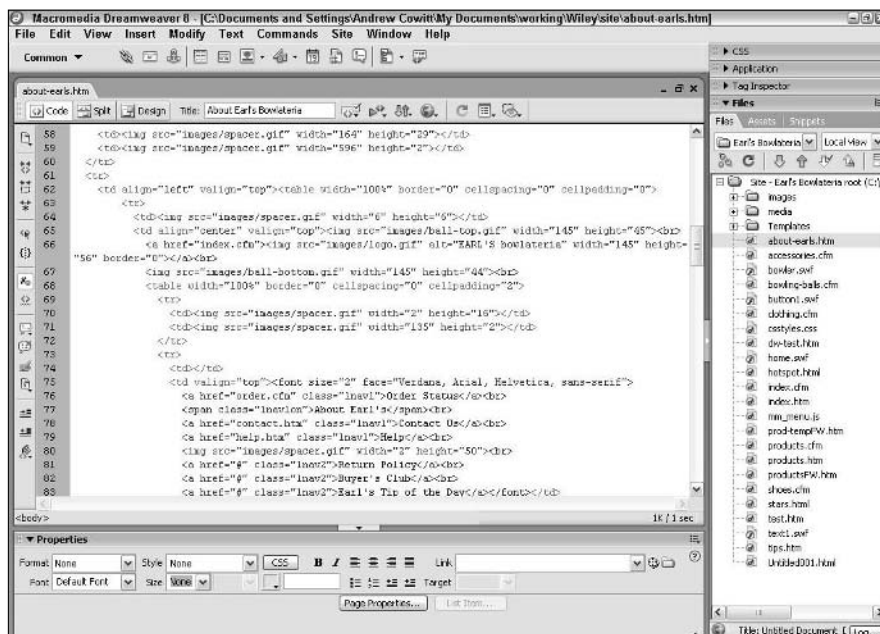 Macromedia Dreamweaver 8 - [C:\Documents and Settings\Andrew Cowitt\My Documents\working\Wiley\site\about-earls.htm]
File Edit View Insert Modify Text Commands Site Window Help
Common
about-earls.htm
Code Split Design Title: About Earl's Bowlateria
58 <td><img src="images/spacer.gif" width="164" height="29"></td>
59 <td><img src="images/spacer.gif" width="596" height="2"></td>
60 </tr>
61 <tr>
62 <td align="left" valign="top"><table width="100%" border="0" cellspacing="0" cellpadding="0">
63 <tr>
64 <td><img src="images/spacer.gif" width="6" height="6"></td>
65 <td align="center" valign="top"><img src="images/ball-top.gif" width="145" height="45"><br>
66 <a href="index.cfm"><img src="images/logo.gif" alt="EARL'S bowlateria" width="145" height=
"56" border="0"></a><br>
67 <img src="images/ball-bottom.gif" width="145" height="44"><br>
68 <table width="100%" border="0" cellspacing="0" cellpadding="2">
69 <tr>
70 <td><img src="images/spacer.gif" width="2" height="16"></td>
71 <td><img src="images/spacer.gif" width="135" height="2"></td>
72 </tr>
73 <tr>
74 <td></td>
75 <td valign="top"><font size="2" face="Verdana, Arial, Helvetica, sans-serif">
76 <a href="order.cfm" class="lnav1">Order Status</a><br>
77 <span class="lnavlon">About Earl's</span><br>
78 <a href="contact.htm" class="lnav1">Contact Us</a><br>
79 <a href="help.htm" class="lnav1">Help</a><br>
80 <img src="images/spacer.gif" width="2" height="50"><br>
81 <a href="#" class="lnav2">Return Policy</a><br>
82 <a href="#" class="lnav2">Buyer's Club</a><br>
83 <a href="#" class="lnav2">Earl's Tip of the Day</a></font></td>
<body>
1K / 1 sec
Properties
Format None Style None CSS B I Link
Font Default Font Size None Target
Page Properties... List Item...
CSS
Application
Tag Inspector
Files
Files Assets Snippets
Earl's Bowlateria Local view
Site - Earl's Bowlateria root (C:\
images
media
Templates
about-earls.htm
accessories.cfm
bowler.swf
bowling-balls.cfm
button1.swf
clothing.cfm
csstyles.css
dw-test.htm
home.swf
hotspot.html
index.cfm
index.htm
mm_menu.js
prod-tempFW.htm
products.cfm
products.htm
productsFW.htm
shoes.cfm
stars.html
test.htm
text1.swf
tips.htm
Untitled001.html
Title: Untitled Document. Log...